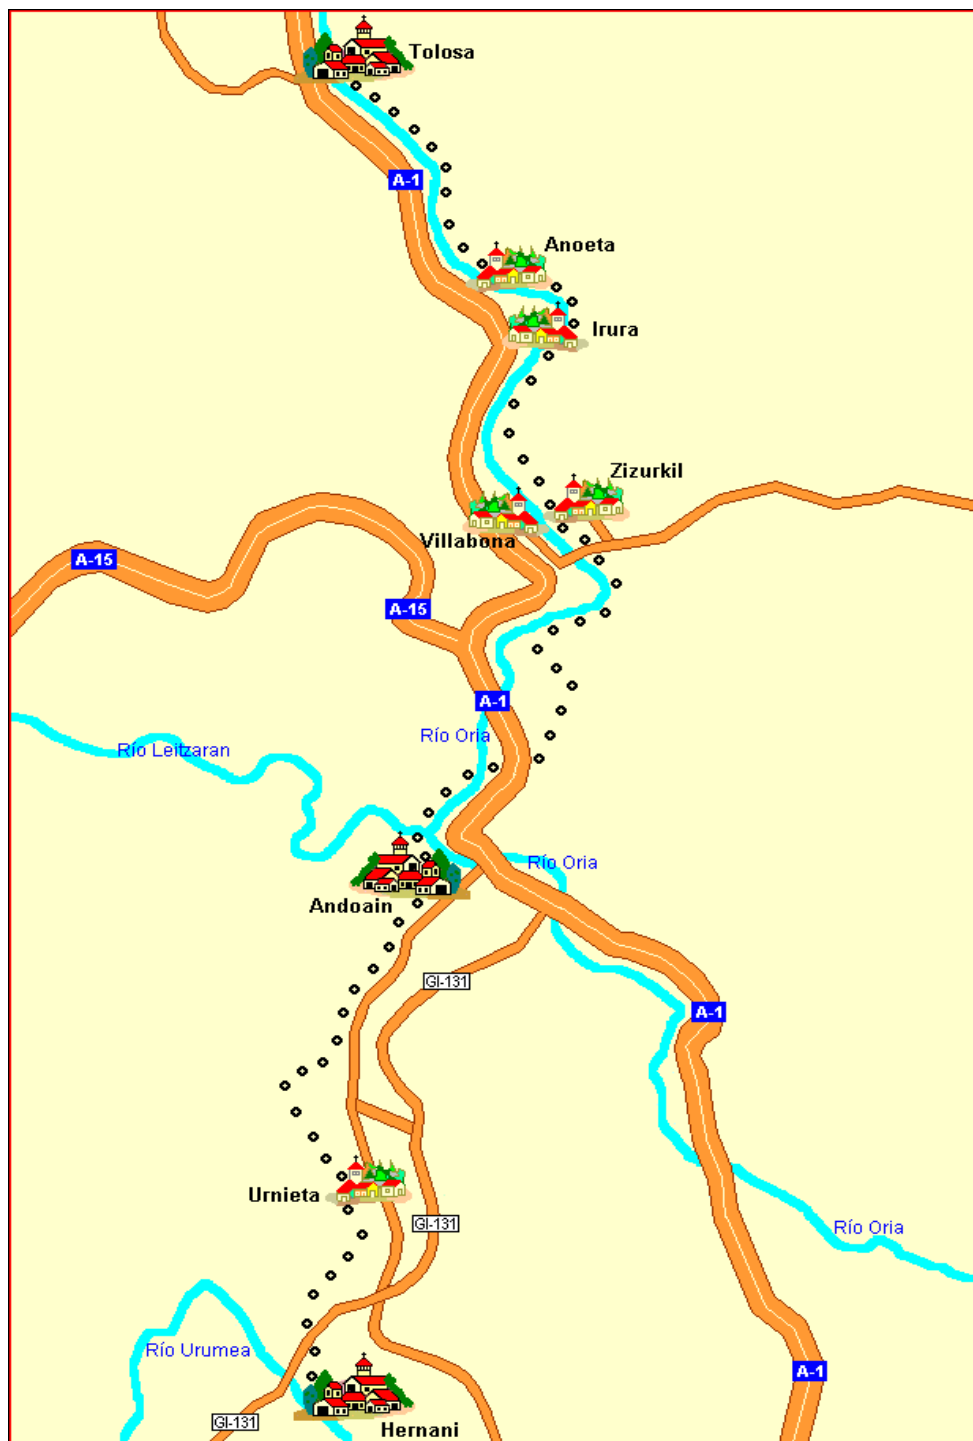 Tolosa
A-1
Anoeta
Irura
Zizurkil
Villabona
A-15
A-15
A-1
Río Oria
Río Leitzaran
Río Oria
Andoain
GI-131
A-1
Urnieta
GI-131
Río Oria
Río Urumea
A-1
GI-131
Hernani